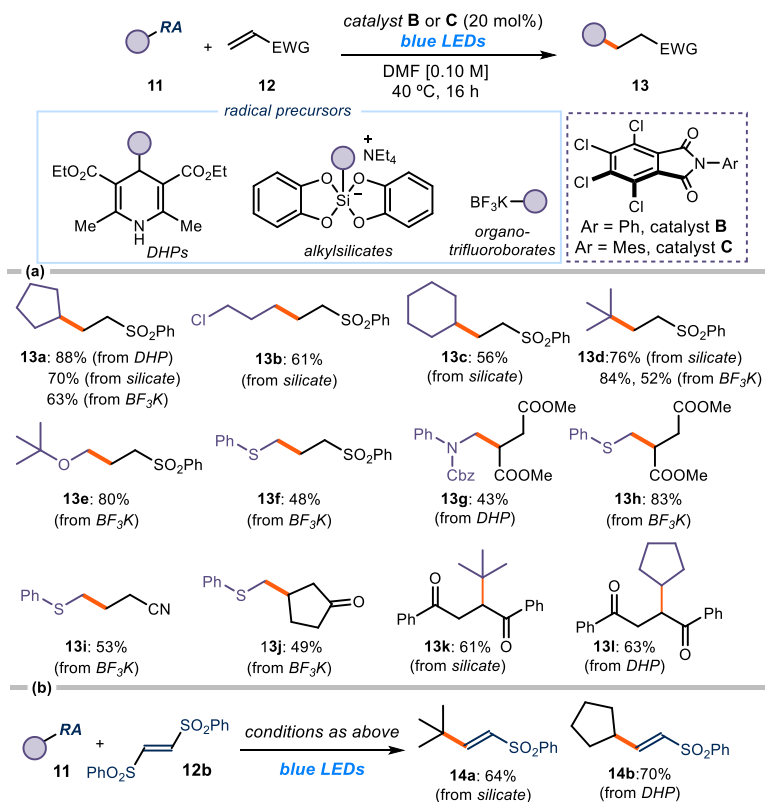 RA
11
+
EWG
12
catalyst B or C (20 mol%)
blue LEDs
DMF [0.10 M]
40 ºC, 16 h
EWG
13
radical precursors
EtO2C
CO2Et
Me
N
H
Me
DHPs
+
NEt4
O
O
Si
−
O
O
alkylsilicates
BF3K
organo-
trifluoroborates
Cl
Cl
Cl
Cl
O
N
Ar
O
Ar = Ph, catalyst B
Ar = Mes, catalyst C
(a)
SO2Ph
13a: 88% (from DHP)
70% (from silicate)
63% (from BF3K)
Cl
SO2Ph
13b: 61%
(from silicate)
SO2Ph
13c: 56%
(from silicate)
SO2Ph
13d:76% (from silicate)
84%, 52% (from BF3K)
O
SO2Ph
13e: 80%
(from BF3K)
Ph
S
SO2Ph
13f: 48%
(from BF3K)
Ph
N
Cbz
COOMe
COOMe
13g: 43%
(from DHP)
Ph
S
COOMe
COOMe
13h: 83%
(from BF3K)
Ph
S
CN
13i: 53%
(from BF3K)
Ph
S
O
13j: 49%
(from BF3K)
O
Ph
Ph
O
13k: 61%
(from silicate)
O
Ph
Ph
O
13l: 63%
(from DHP)
(b)
RA
11
+
SO2Ph
PhO2S
12b
conditions as above
blue LEDs
SO2Ph
14a: 64%
(from silicate)
SO2Ph
14b:70%
(from DHP)